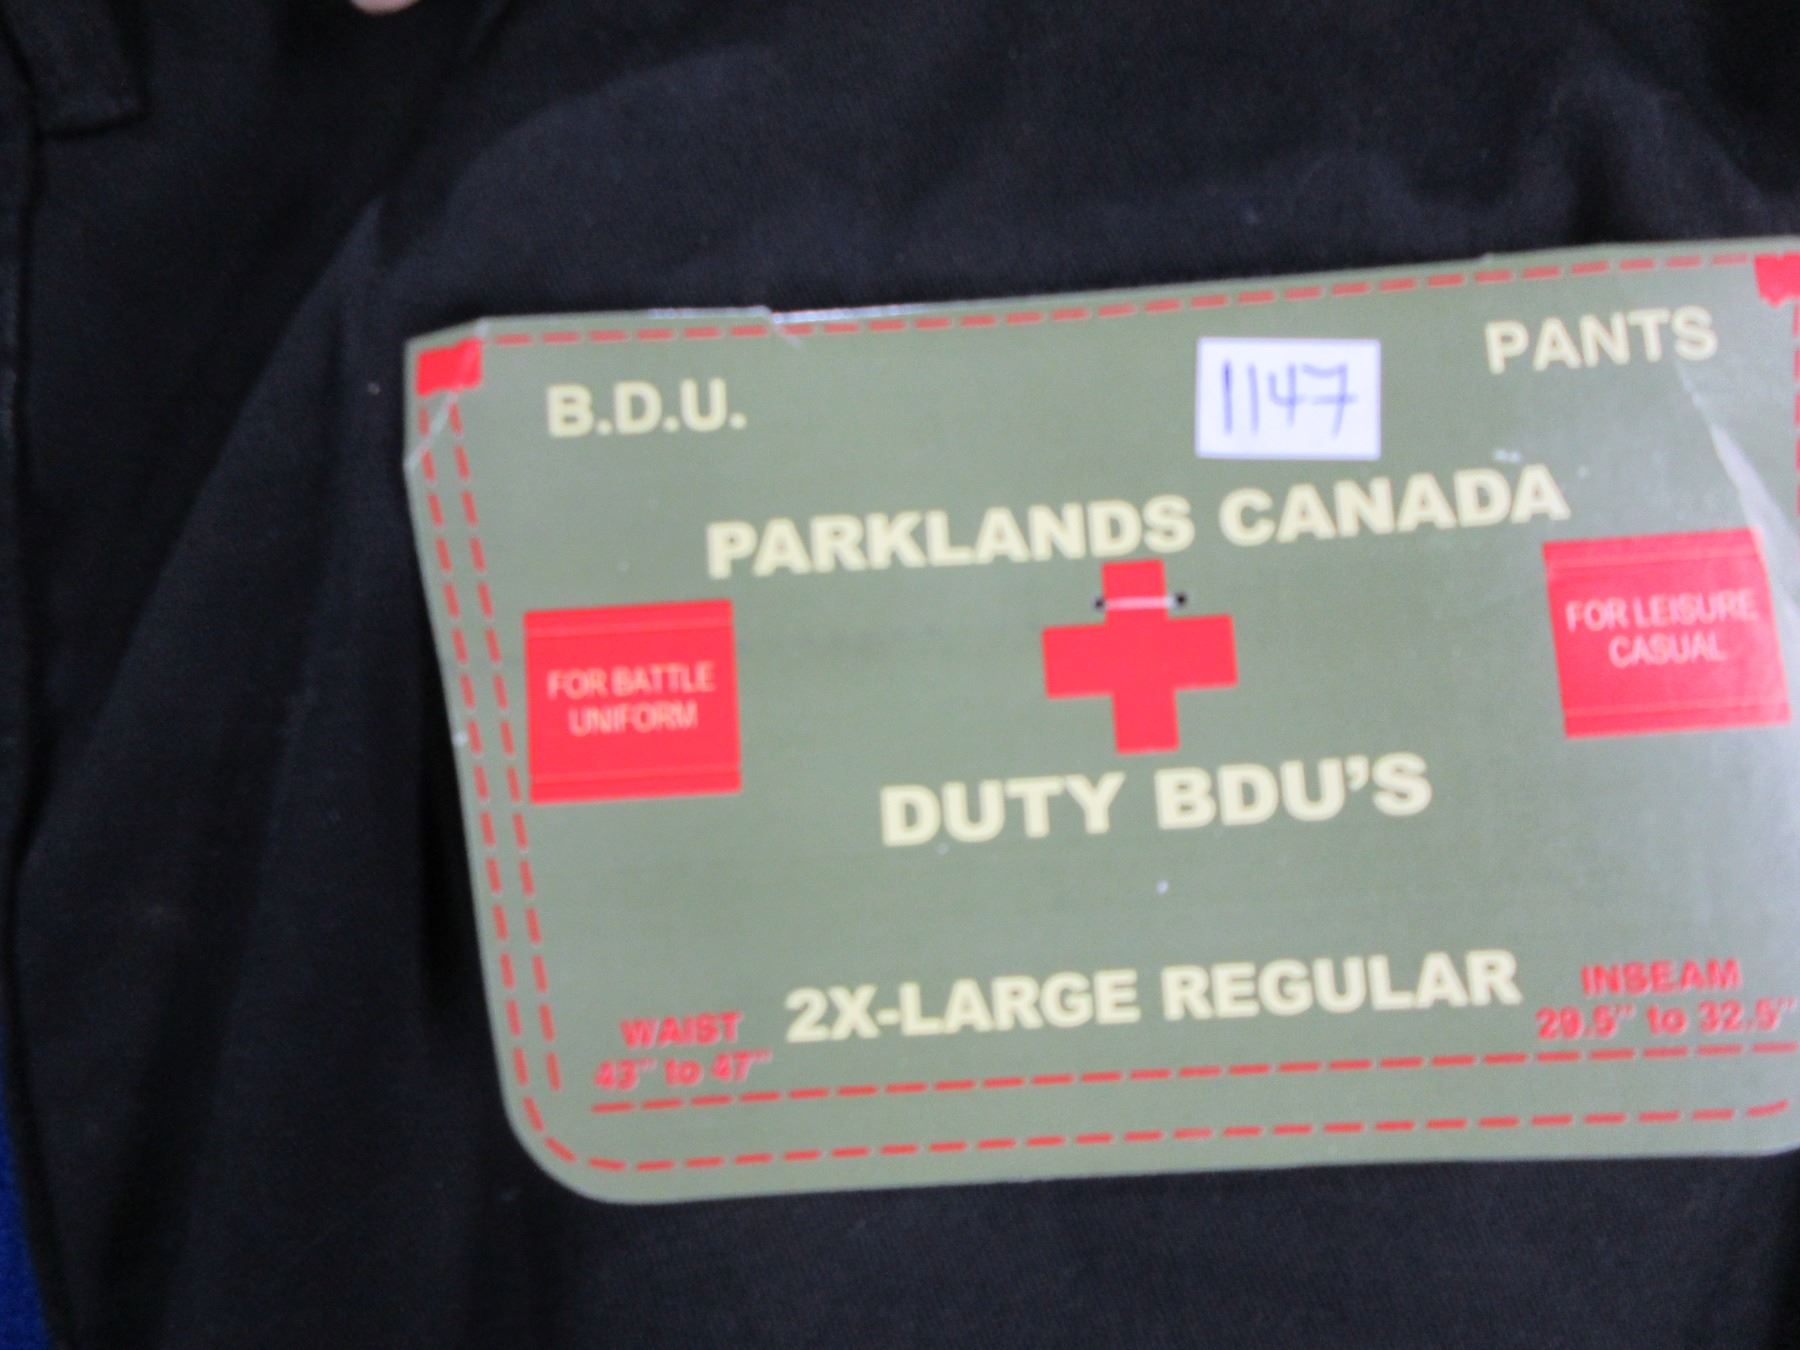 B.D.U.
1147
PANTS
PARKLANDS CANADA
FOR BATTLE
UNIFORM
FOR LEISURE
CASUAL
DUTY BDU'S
WAIST
43" to 47"
2X-LARGE REGULAR
INSEAM
29.5" to 32.5"